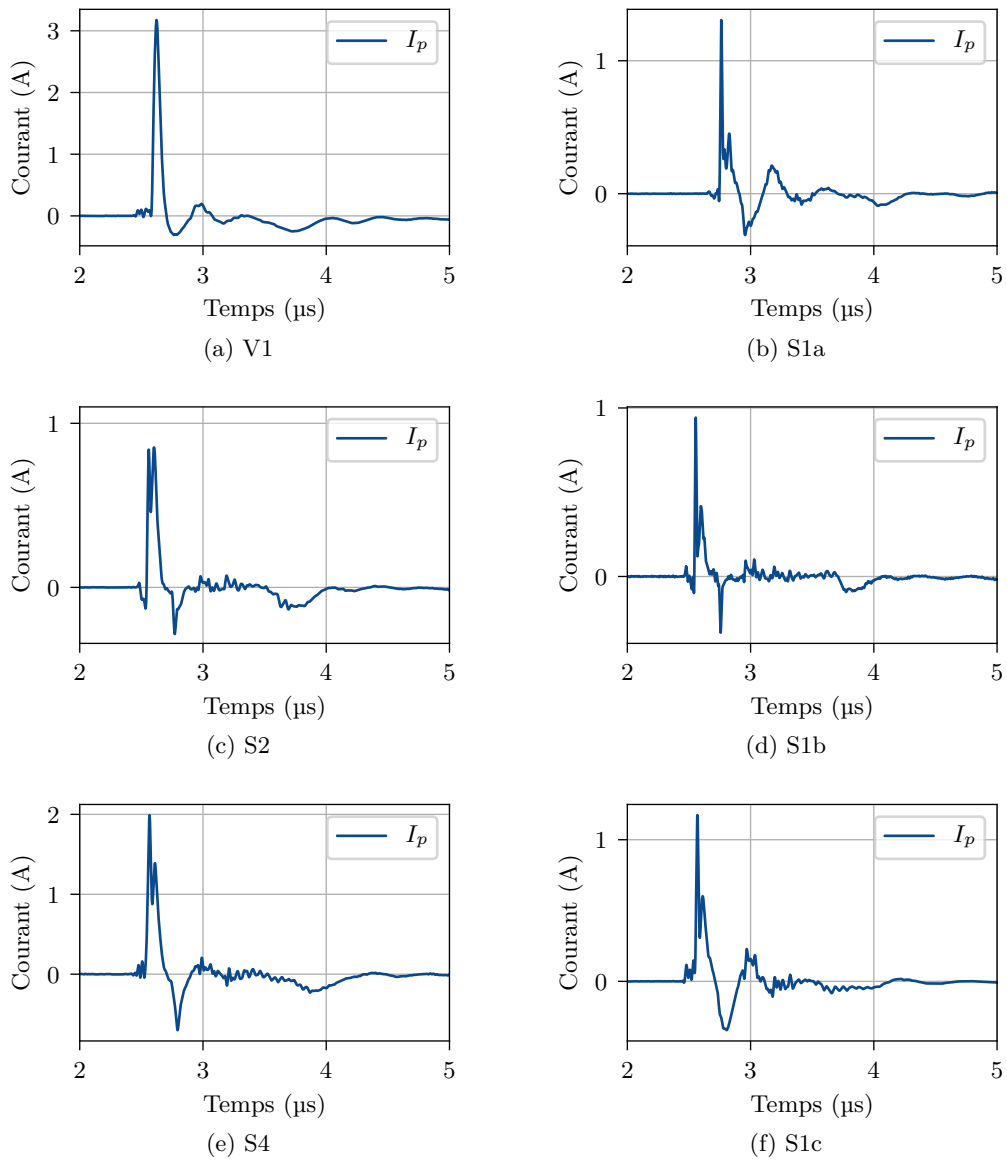 3
2
1
0
Courant (A)
I_p
2 3 4 5
Temps (µs)
(a) V1
1
0
Courant (A)
I_p
2 3 4 5
Temps (µs)
(b) S1a
1
0
Courant (A)
I_p
2 3 4 5
Temps (µs)
(c) S2
1
0
Courant (A)
I_p
2 3 4 5
Temps (µs)
(d) S1b
2
1
0
Courant (A)
I_p
2 3 4 5
Temps (µs)
(e) S4
1
0
Courant (A)
I_p
2 3 4 5
Temps (µs)
(f) S1c